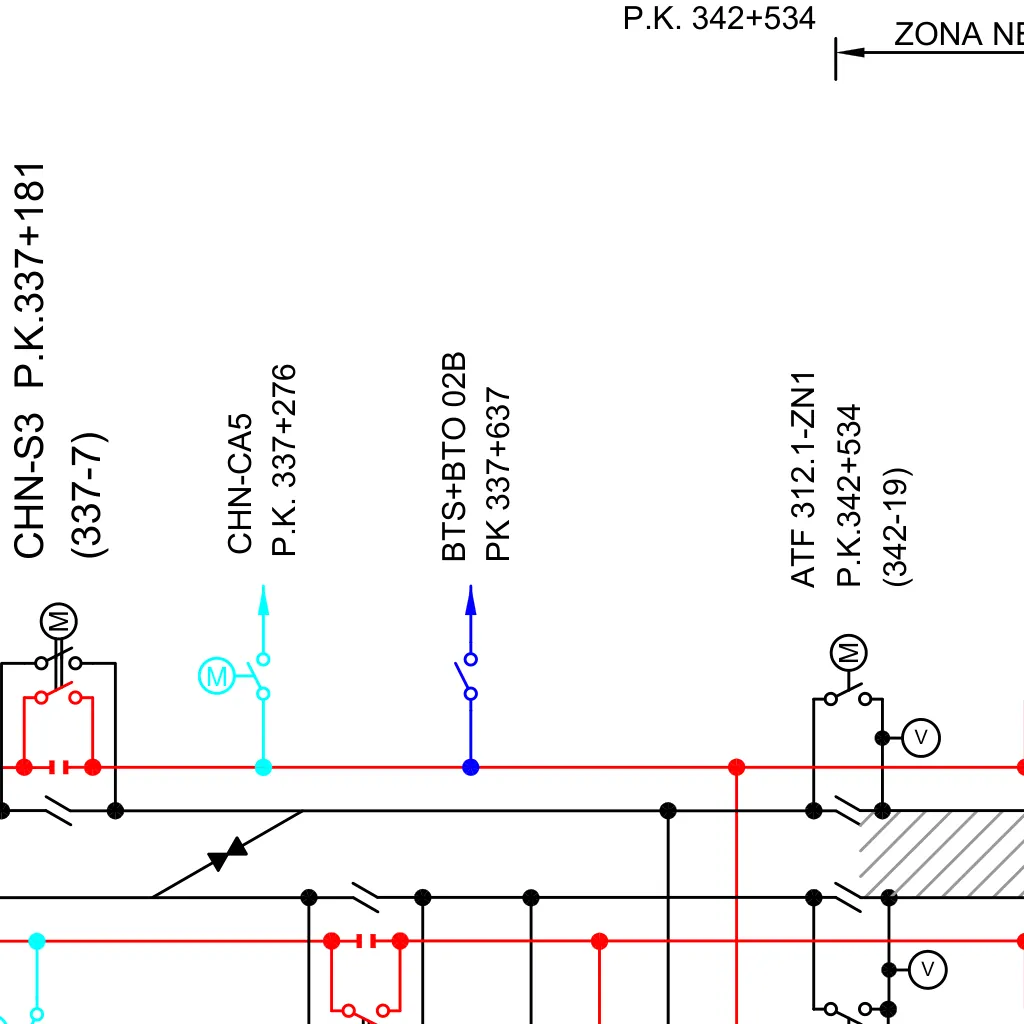 P.K. 342+534
ZONA NE
CHN-S3 P.K.337+181
(337-7)
CHN-CA5
P.K. 337+276
BTS+BTO 02B
PK 337+637
ATF 312.1-ZN1
P.K.342+534
(342-19)
M
M
M
V
V